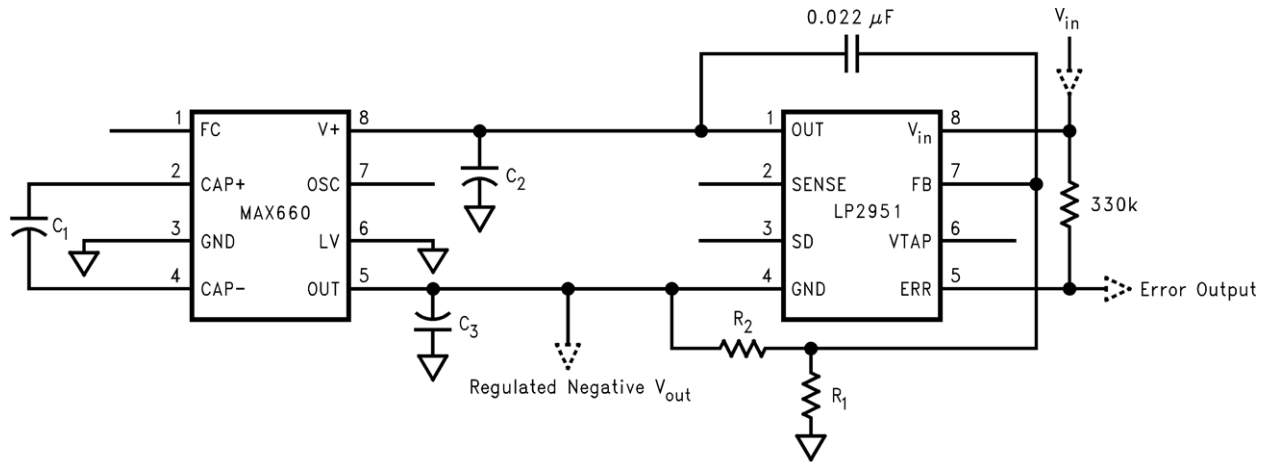 0.022 μF
V_in
1 FC V+ 8
2 CAP+ OSC 7
MAX660
3 GND LV 6
4 CAP- OUT 5
C_1
C_2
C_3
1 OUT V_in 8
2 SENSE FB 7
LP2951
3 SD VTAP 6
4 GND ERR 5
330k
Error Output
R_2
R_1
Regulated Negative V_out